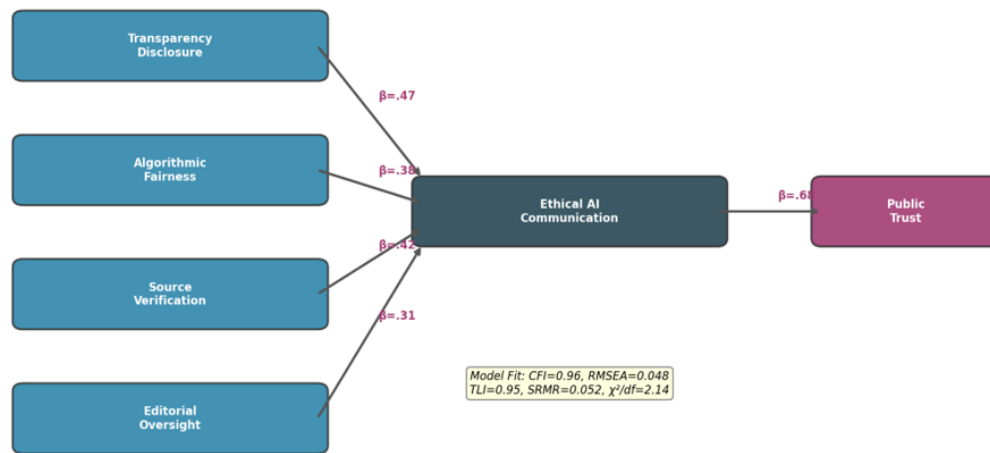 Transparency
Disclosure
β=.47
Algorithmic
Fairness
β=.38
Ethical AI
Communication
β=.68
Public
Trust
β=.42
Source
Verification
β=.31
Model Fit: CFI=0.96, RMSEA=0.048
TLI=0.95, SRMR=0.052, χ²/df=2.14
Editorial
Oversight